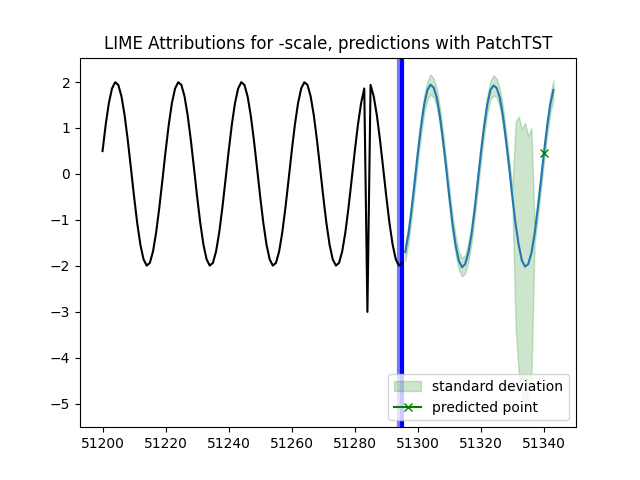 LIME Attributions for -scale, predictions with PatchTST
2
1
0
−1
−2
−3
−4
−5
standard deviation
predicted point
51200 51220 51240 51260 51280 51300 51320 51340